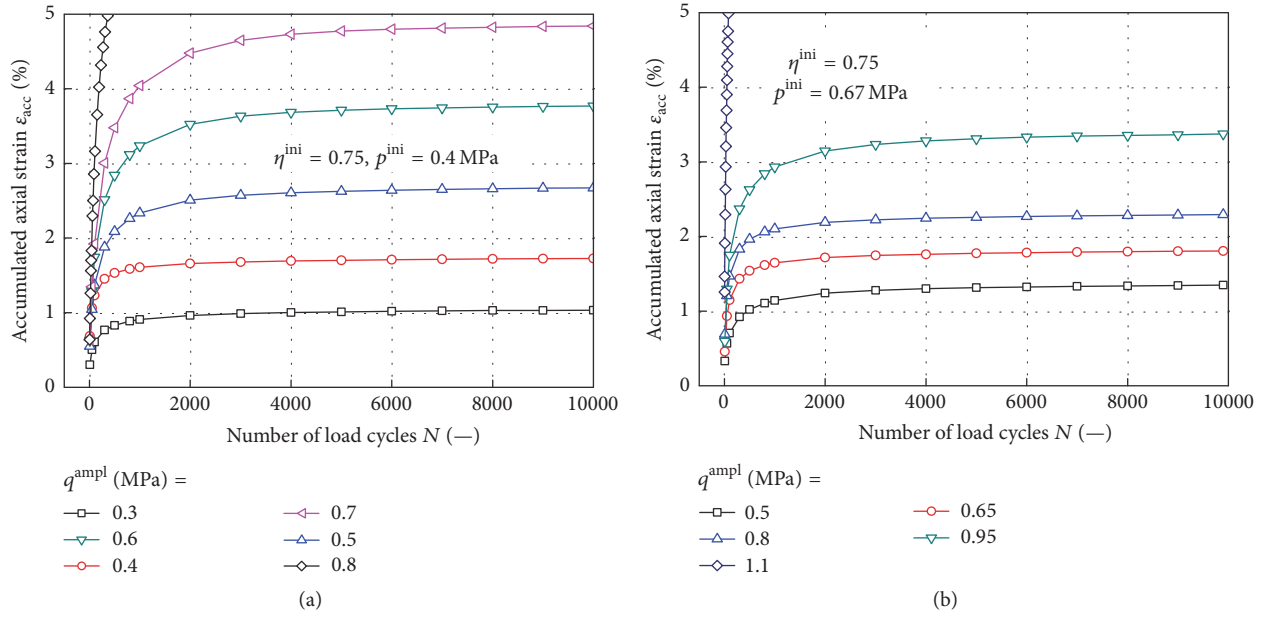 5
4
3
2
1
0
Accumulated axial strain ε_acc (%)
η^ini = 0.75, p^ini = 0.4 MPa
0 2000 4000 6000 8000 10000
Number of load cycles N (—)
q^ampl (MPa) =
0.3 0.7
0.6 0.5
0.4 0.8
(a)
5
4
3
2
1
0
Accumulated axial strain ε_acc (%)
η^ini = 0.75
p^ini = 0.67 MPa
0 2000 4000 6000 8000 10000
Number of load cycles N (—)
q^ampl (MPa) =
0.5 0.65
0.8 0.95
1.1
(b)